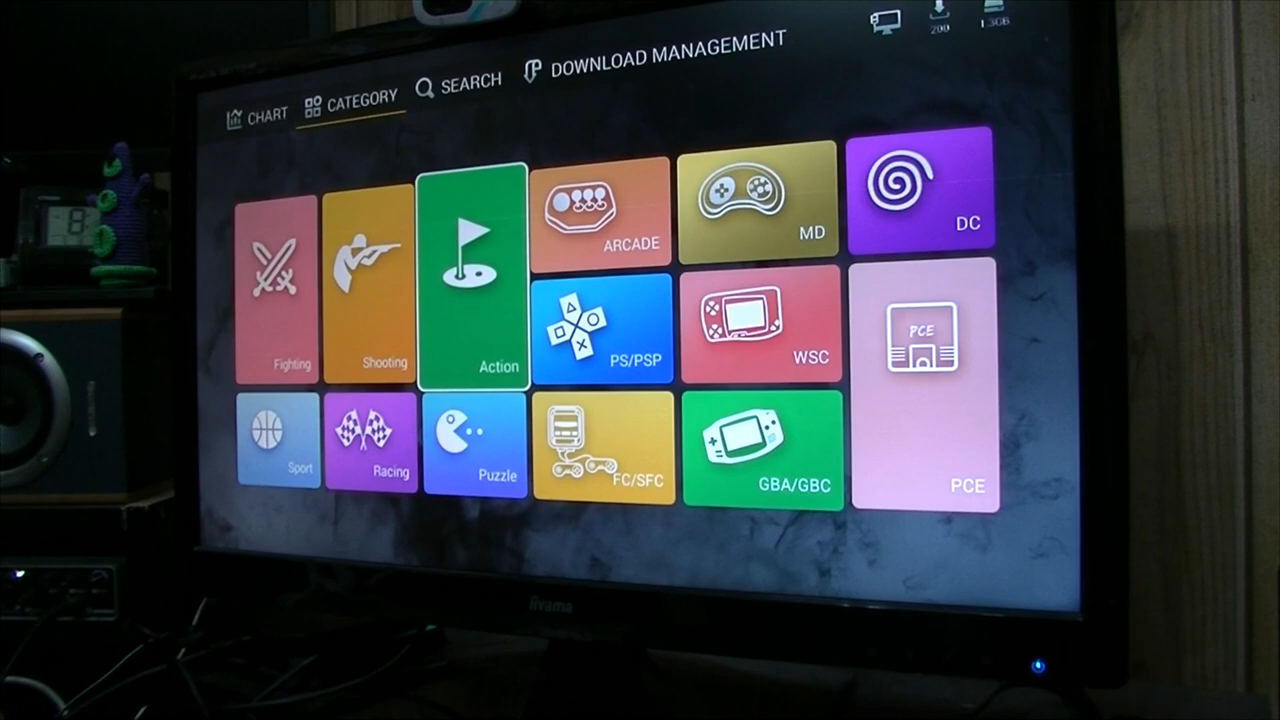 CHART
CATEGORY
SEARCH
DOWNLOAD MANAGEMENT
200
1.3GB
Fighting
Shooting
Action
ARCADE
MD
DC
PS/PSP
WSC
PCE
PCE
Sport
Racing
Puzzle
FC/SFC
GBA/GBC
iiyama
8